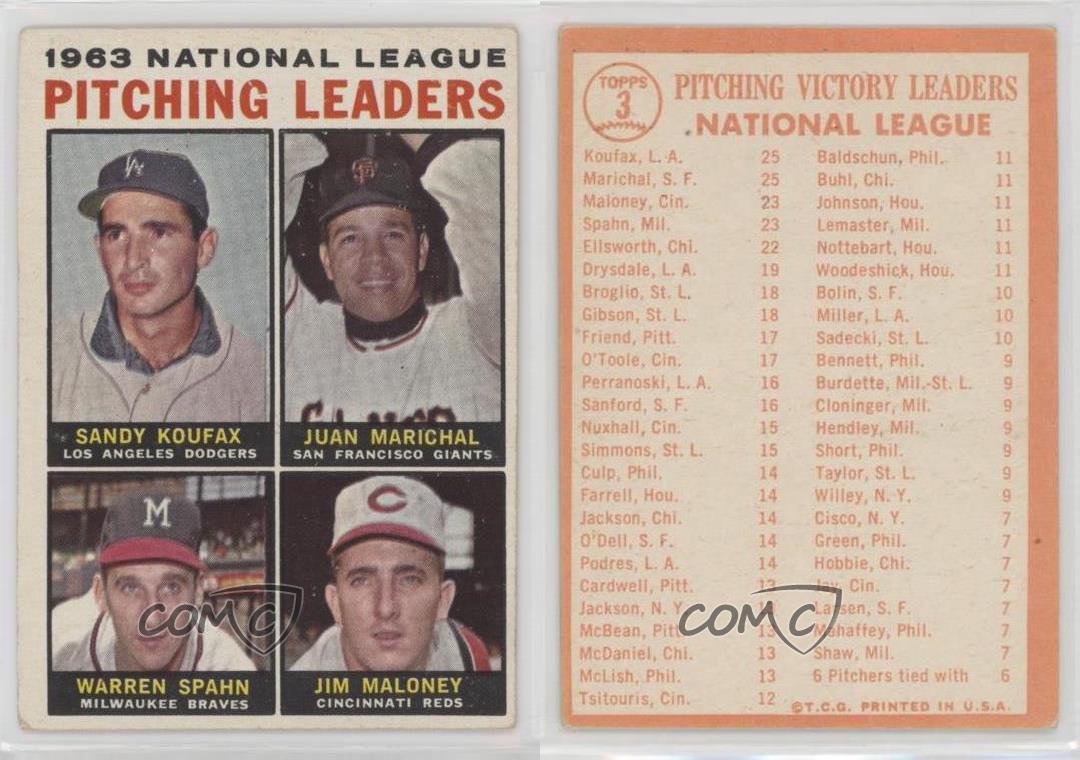 1963 NATIONAL LEAGUE
PITCHING LEADERS
LA
SF
SANDY KOUFAX
LOS ANGELES DODGERS
JUAN MARICHAL
SAN FRANCISCO GIANTS
M
C
WARREN SPAHN
MILWAUKEE BRAVES
JIM MALONEY
CINCINNATI REDS
COMC
TOPPS
3
PITCHING VICTORY LEADERS
NATIONAL LEAGUE
Koufax, L. A. 25
Marichal, S. F. 25
Maloney, Cin. 23
Spahn, Mil. 23
Ellsworth, Chi. 22
Drysdale, L. A. 19
Broglio, St. L. 18
Gibson, St. L. 18
Friend, Pitt. 17
O'Toole, Cin. 17
Perranoski, L. A. 16
Sanford, S. F. 16
Nuxhall, Cin. 15
Simmons, St. L. 15
Culp, Phil. 14
Farrell, Hou. 14
Jackson, Chi. 14
O'Dell, S. F. 14
Podres, L. A. 14
Cardwell, Pitt. 13
Jackson, N. Y.
McBean, Pitt. 13
McDaniel, Chi. 13
McLish, Phil. 13
Tsitouris, Cin. 12
Baldschun, Phil. 11
Buhl, Chi. 11
Johnson, Hou. 11
Lemaster, Mil. 11
Nottebart, Hou. 11
Woodeshick, Hou. 11
Bolin, S. F. 10
Miller, L. A. 10
Sadecki, St. L. 10
Bennett, Phil. 9
Burdette, Mil.-St. L. 9
Cloninger, Mil. 9
Hendley, Mil. 9
Short, Phil. 9
Taylor, St. L. 9
Willey, N. Y. 9
Cisco, N. Y. 7
Green, Phil. 7
Hobbie, Chi. 7
Jay, Cin. 7
Larsen, S. F. 7
Mahaffey, Phil. 7
Shaw, Mil. 7
6 Pitchers tied with 6
©T.C.G. PRINTED IN U.S.A.
COMC